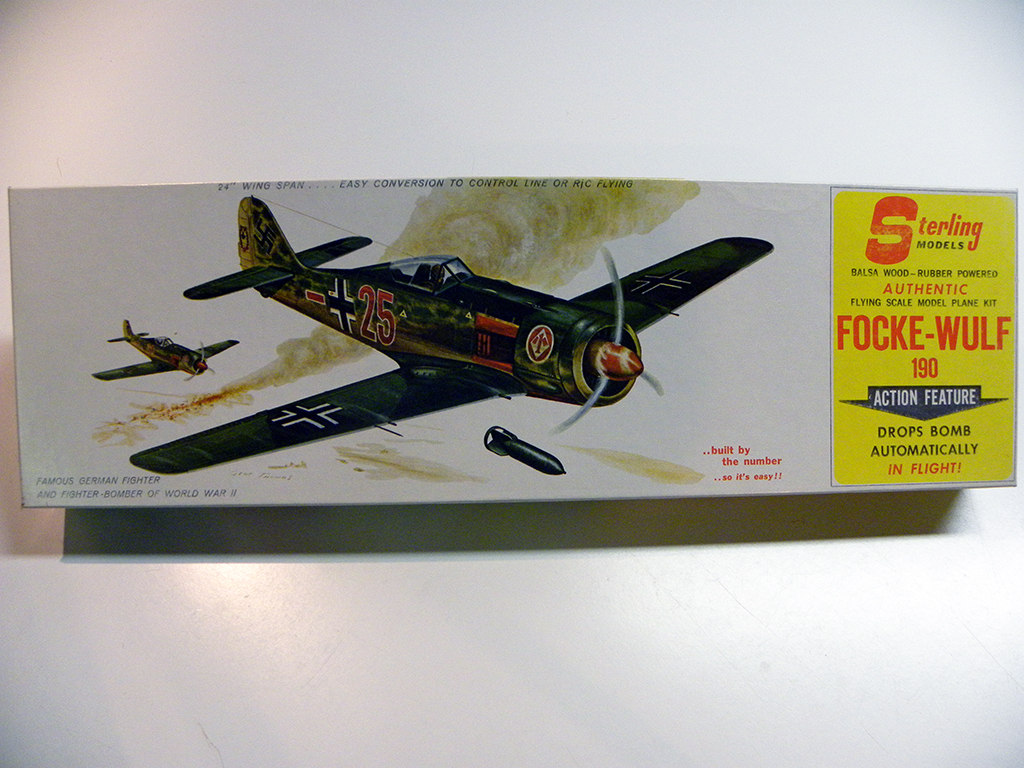 24" WING SPAN.... EASY CONVERSION TO CONTROL LINE OR R/C FLYING
25
..built by
the number
..so it's easy!!
FAMOUS GERMAN FIGHTER
AND FIGHTER-BOMBER OF WORLD WAR II
Sterling
MODELS
BALSA WOOD-RUBBER POWERED
AUTHENTIC
FLYING SCALE MODEL PLANE KIT
FOCKE-WULF
190
ACTION FEATURE
DROPS BOMB
AUTOMATICALLY
IN FLIGHT!